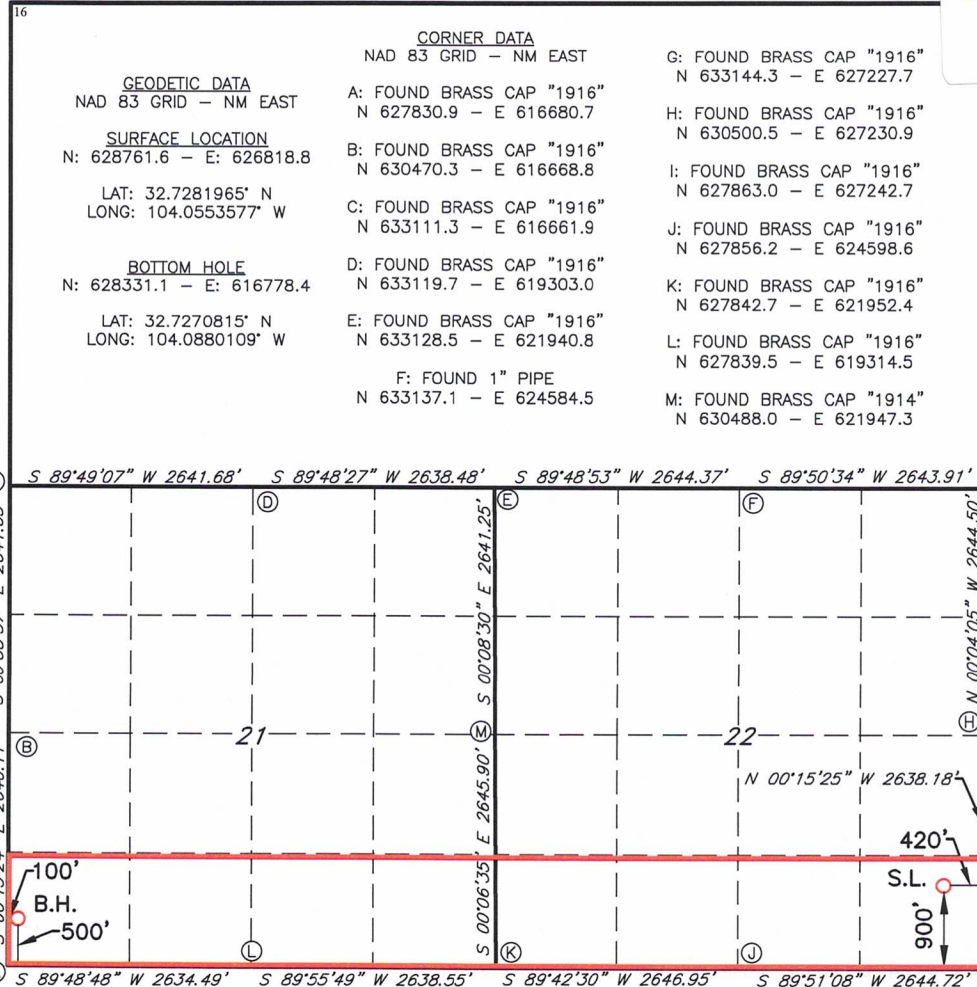 16
GEODETIC DATA
NAD 83 GRID – NM EAST
SURFACE LOCATION
N: 628761.6 – E: 626818.8
LAT: 32.7281965° N
LONG: 104.0553577° W
BOTTOM HOLE
N: 628331.1 – E: 616778.4
LAT: 32.7270815° N
LONG: 104.0880109° W
CORNER DATA
NAD 83 GRID – NM EAST
A: FOUND BRASS CAP "1916"
N 627830.9 – E 616680.7
B: FOUND BRASS CAP "1916"
N 630470.3 – E 616668.8
C: FOUND BRASS CAP "1916"
N 633111.3 – E 616661.9
D: FOUND BRASS CAP "1916"
N 633119.7 – E 619303.0
E: FOUND BRASS CAP "1916"
N 633128.5 – E 621940.8
F: FOUND 1" PIPE
N 633137.1 – E 624584.5
G: FOUND BRASS CAP "1916"
N 633144.3 – E 627227.7
H: FOUND BRASS CAP "1916"
N 630500.5 – E 627230.9
I: FOUND BRASS CAP "1916"
N 627863.0 – E 627242.7
J: FOUND BRASS CAP "1916"
N 627856.2 – E 624598.6
K: FOUND BRASS CAP "1916"
N 627842.7 – E 621952.4
L: FOUND BRASS CAP "1916"
N 627839.5 – E 619314.5
M: FOUND BRASS CAP "1914"
N 630488.0 – E 621947.3
S 89°49'07" W 2641.68' S 89°48'27" W 2638.48' S 89°48'53" W 2644.37' S 89°50'34" W 2643.91'
D E F
S 00°08'30" E 2641.25'
N 00°04'05" W 2644.50'
B 21 M 22 H
N 00°15'25" W 2638.18'
S 00°06'35" E 2645.90'
100'
B.H.
500'
420'
S.L.
900'
L K J
S 89°48'48" W 2634.49' S 89°55'49" W 2638.55' S 89°42'30" W 2646.95' S 89°51'08" W 2644.72'